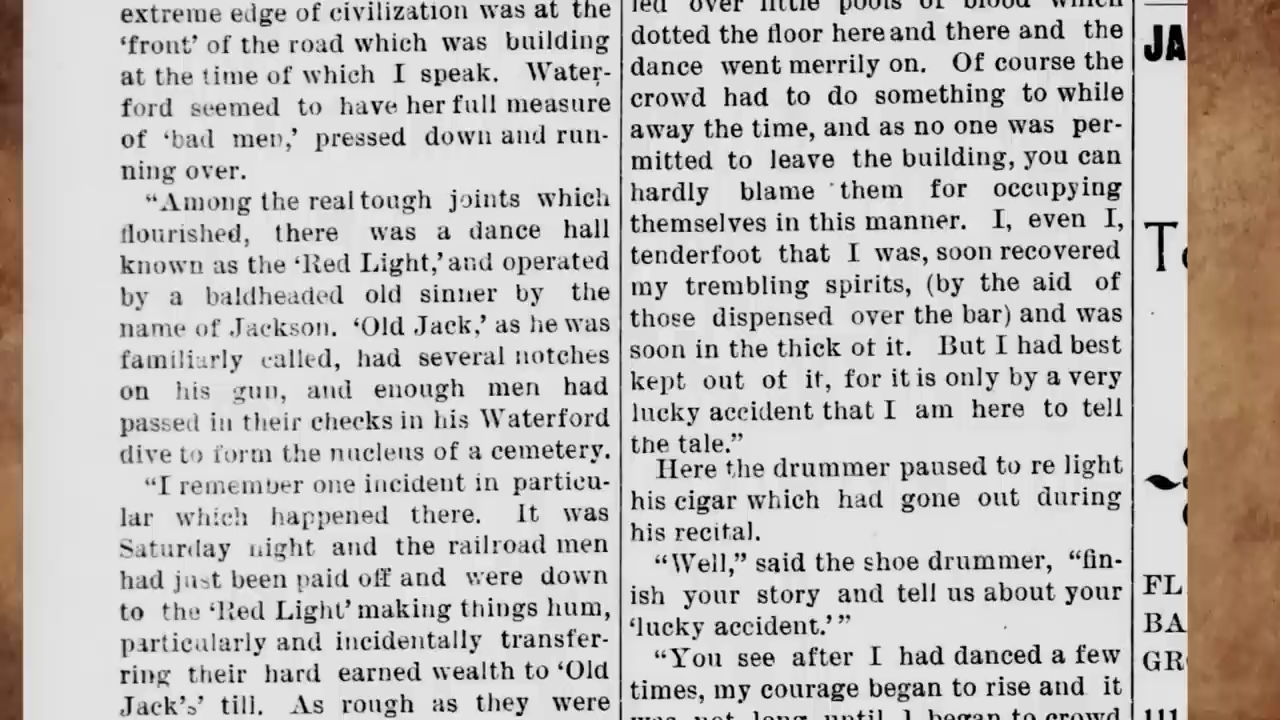 extreme edge of civilization was at the
‘front’ of the road which was building
at the time of which I speak. Water-
ford seemed to have her full measure
of ‘bad men,’ pressed down and run-
ning over.
“Among the real tough joints which
flourished, there was a dance hall
known as the ‘Red Light,’ and operated
by a baldheaded old sinner by the
name of Jackson. ‘Old Jack,’ as he was
familiarly called, had several notches
on his gun, and enough men had
passed in their checks in his Waterford
dive to form the nucleus of a cemetery.
“I remember one incident in particu-
lar which happened there. It was
Saturday night and the railroad men
had just been paid off and were down
to the ‘Red Light’ making things hum,
particularly and incidentally transfer-
ring their hard earned wealth to ‘Old
Jack’s’ till. As rough as they were
led over little pools of blood which
dotted the floor here and there and the
dance went merrily on. Of course the
crowd had to do something to while
away the time, and as no one was per-
mitted to leave the building, you can
hardly blame them for occupying
themselves in this manner. I, even I,
tenderfoot that I was, soon recovered
my trembling spirits, (by the aid of
those dispensed over the bar) and was
soon in the thick ot it. But I had best
kept out ot it, for it is only by a very
lucky accident that I am here to tell
the tale.”
Here the drummer paused to re light
his cigar which had gone out during
his recital.
“Well,” said the shoe drummer, “fin-
ish your story and tell us about your
‘lucky accident.’”
“You see after I had danced a few
times, my courage began to rise and it
was not long until I began to crowd
JA
T
FL
BA
GR